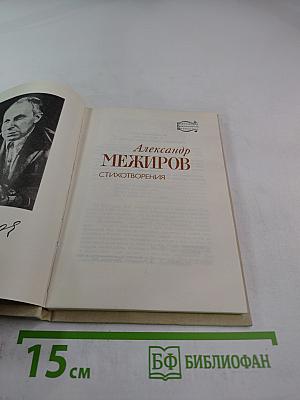 Александр
МЕЖИРОВ
СТИХОТВОРЕНИЯ
15 см
БФ БИБЛИОФАН